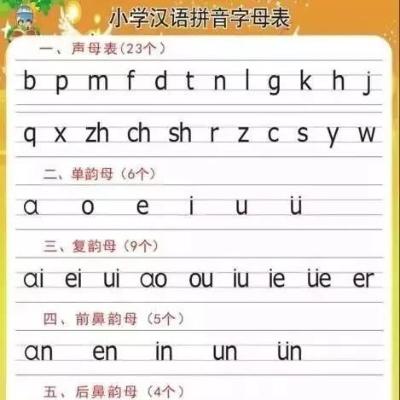 小学汉语拼音字母表
一、声母表(23个)
b p m f d t n l g k h j
q x zh ch sh r z c s y w
二、单韵母(6个)
ɑ o e i u ü
三、复韵母(9个)
ɑi ei ui ɑo ou iu ie üe er
四、前鼻韵母(5个)
ɑn en in un ün
五、后鼻韵母(4个)